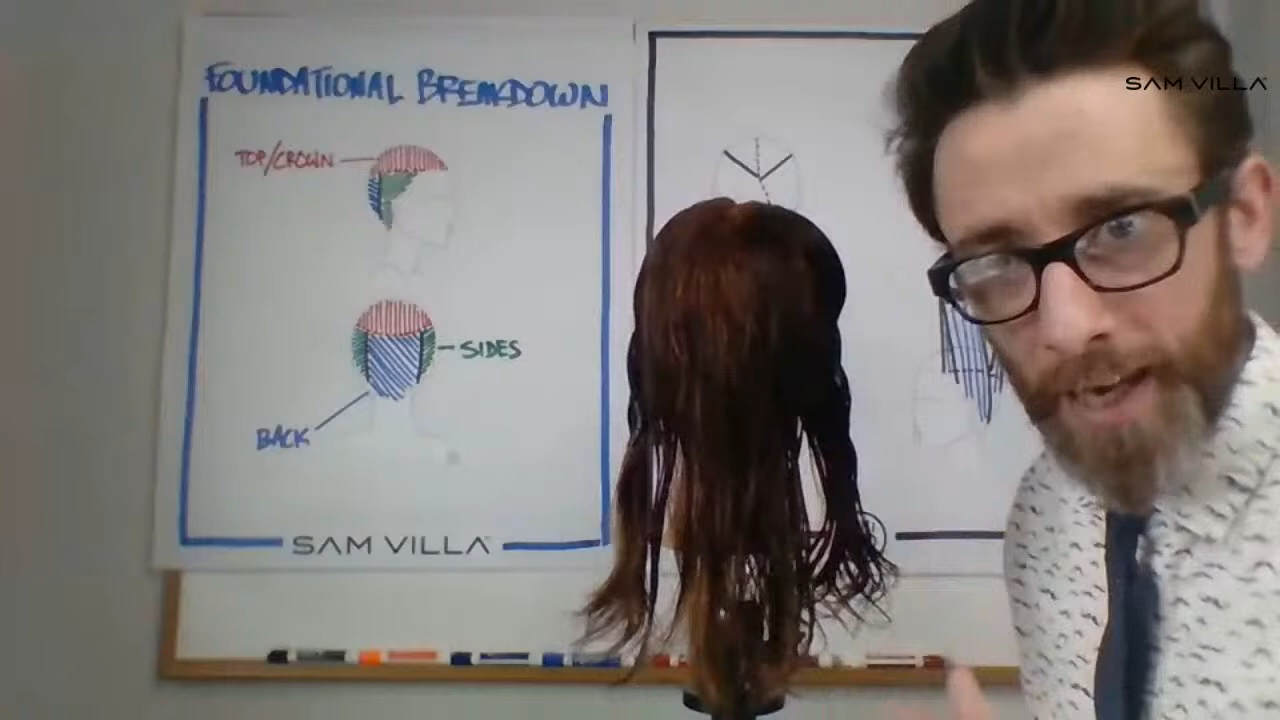 FOUNDATIONAL BREAKDOWN
TOP/CROWN
SIDES
BACK
SAM VILLA
SAM VILLA